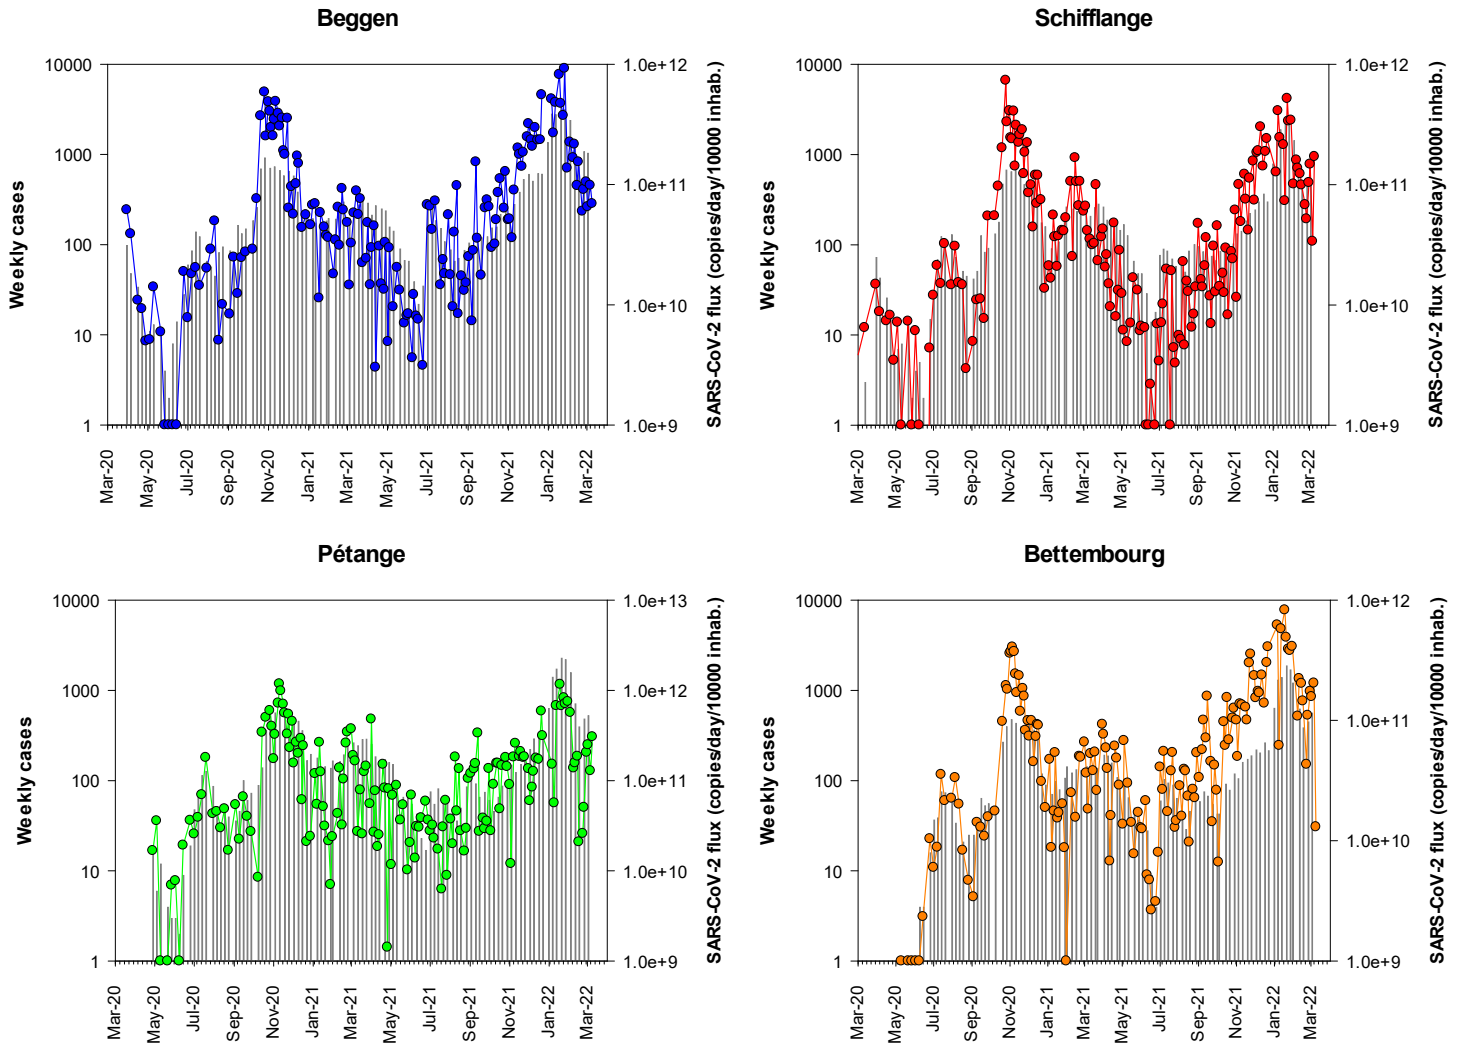 Beggen
Weekly cases
10000
1000
100
10
1
1.0e+12
1.0e+11
1.0e+10
1.0e+9
SARS-CoV-2 flux (copies/day/10000 inhab.)
Mar-20
May-20
Jul-20
Sep-20
Nov-20
Jan-21
Mar-21
May-21
Jul-21
Sep-21
Nov-21
Jan-22
Mar-22
Schifflange
Weekly cases
10000
1000
100
10
1
1.0e+12
1.0e+11
1.0e+10
1.0e+9
SARS-CoV-2 flux (copies/day/10000 inhab.)
Mar-20
May-20
Jul-20
Sep-20
Nov-20
Jan-21
Mar-21
May-21
Jul-21
Sep-21
Nov-21
Jan-22
Mar-22
Pétange
Weekly cases
10000
1000
100
10
1
1.0e+13
1.0e+12
1.0e+11
1.0e+10
1.0e+9
SARS-CoV-2 flux (copies/day/10000 inhab.)
Mar-20
May-20
Jul-20
Sep-20
Nov-20
Jan-21
Mar-21
May-21
Jul-21
Sep-21
Nov-21
Jan-22
Mar-22
Bettembourg
Weekly cases
10000
1000
100
10
1
1.0e+12
1.0e+11
1.0e+10
1.0e+9
SARS-CoV-2 flux (copies/day/10000 inhab.)
Mar-20
May-20
Jul-20
Sep-20
Nov-20
Jan-21
Mar-21
May-21
Jul-21
Sep-21
Nov-21
Jan-22
Mar-22